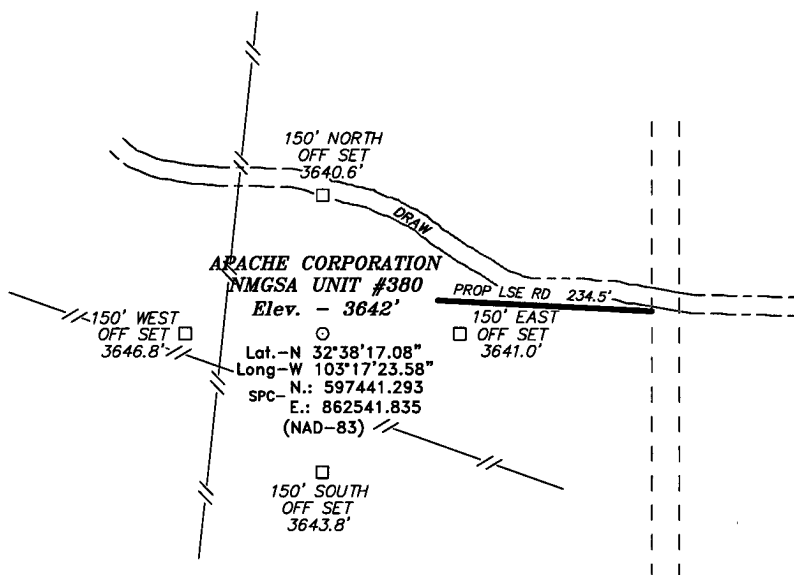 150' NORTH
OFF SET
3640.6'
DRAW
APACHE CORPORATION
NMGSA UNIT #380
Elev. - 3642'
PROP LSE RD 234.5'
150' WEST
OFF SET
3646.8'
150' EAST
OFF SET
3641.0'
Lat.-N 32°38'17.08"
Long-W 103°17'23.58"
SPC- N.: 597441.293
E.: 862541.835
(NAD-83)
150' SOUTH
OFF SET
3643.8'